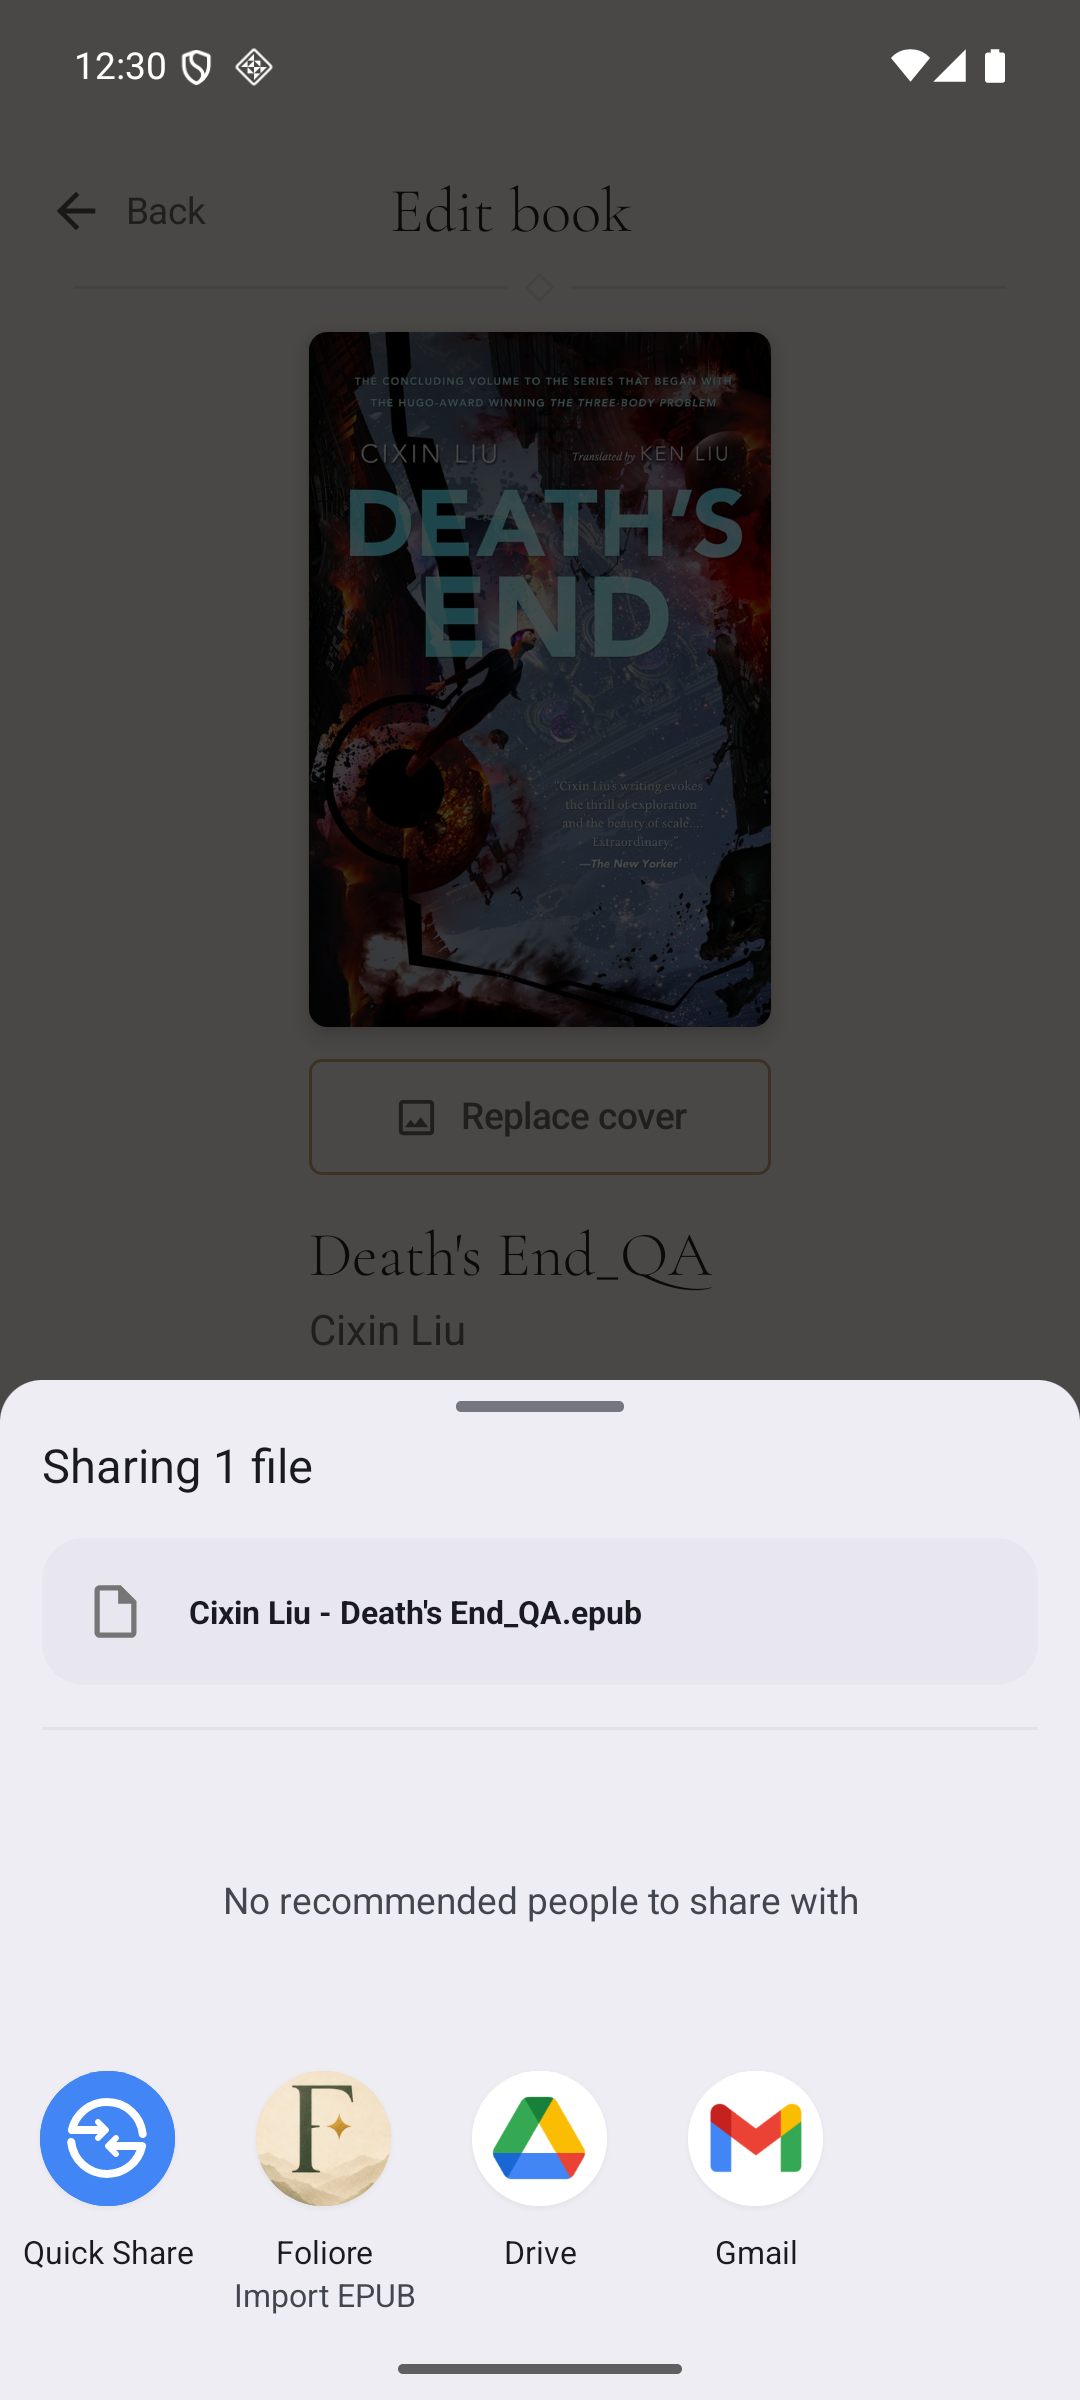 12:30
Back
Edit book
THE CONCLUDING VOLUME TO THE SERIES THAT BEGAN WITH
THE HUGO-AWARD WINNING THE THREE-BODY PROBLEM
CIXIN LIU
Translated by KEN LIU
DEATH'S
END
"Cixin Liu's writing evokes
the thrill of exploration
and the beauty of scale....
Extraordinary."
—The New Yorker
Replace cover
Death's End_QA
Cixin Liu
Sharing 1 file
Cixin Liu - Death's End_QA.epub
No recommended people to share with
Quick Share
F
Foliore
Import EPUB
Drive
Gmail